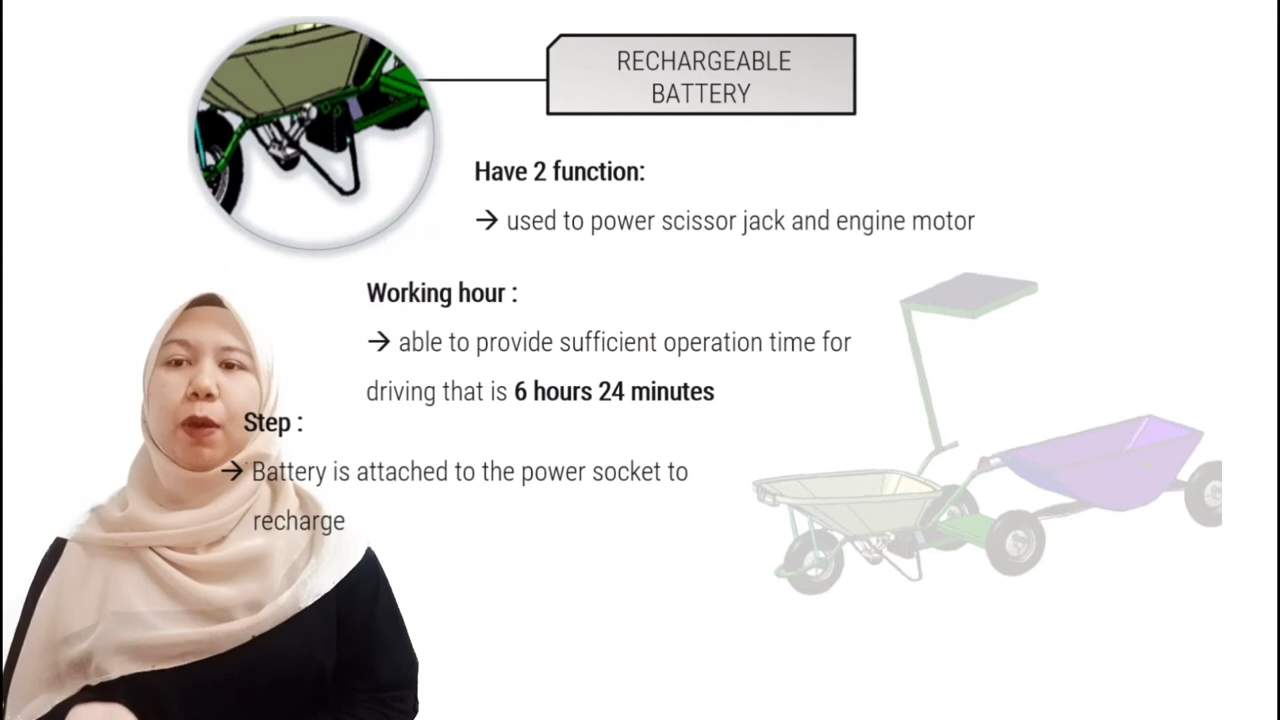 RECHARGEABLE
BATTERY
Have 2 function:
→ used to power scissor jack and engine motor
Working hour :
→ able to provide sufficient operation time for
driving that is 6 hours 24 minutes
Step :
→ Battery is attached to the power socket to
recharge